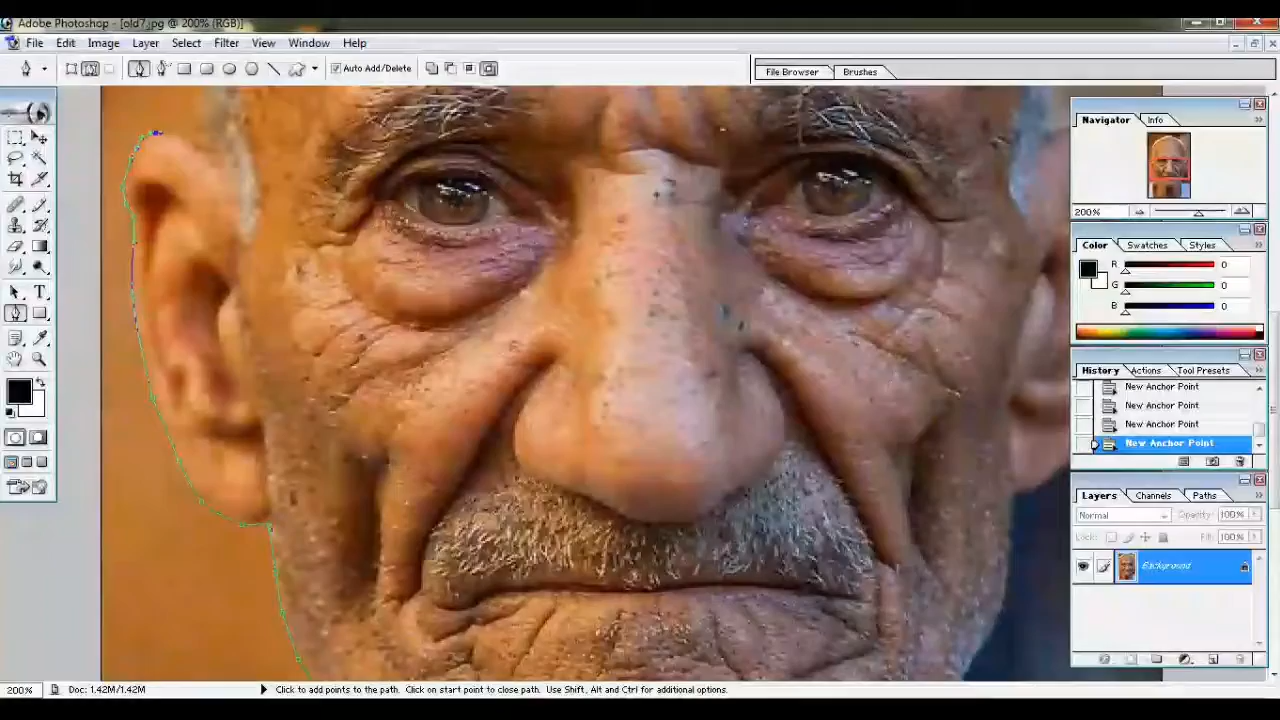 Adobe Photoshop - [old7.jpg @ 200% (RGB)]
File Edit Image Layer Select Filter View Window Help
Auto Add/Delete
File Browser Brushes
Navigator Info
200%
Color Swatches Styles
R 0
G 0
B 0
History Actions Tool Presets
New Anchor Point
New Anchor Point
New Anchor Point
New Anchor Point
Layers Channels Paths
Normal Opacity: 100%
Lock: Fill: 100%
Background
200% Doc: 1.42M/1.42M Click to add points to the path. Click on start point to close path. Use Shift, Alt and Ctrl for additional options.